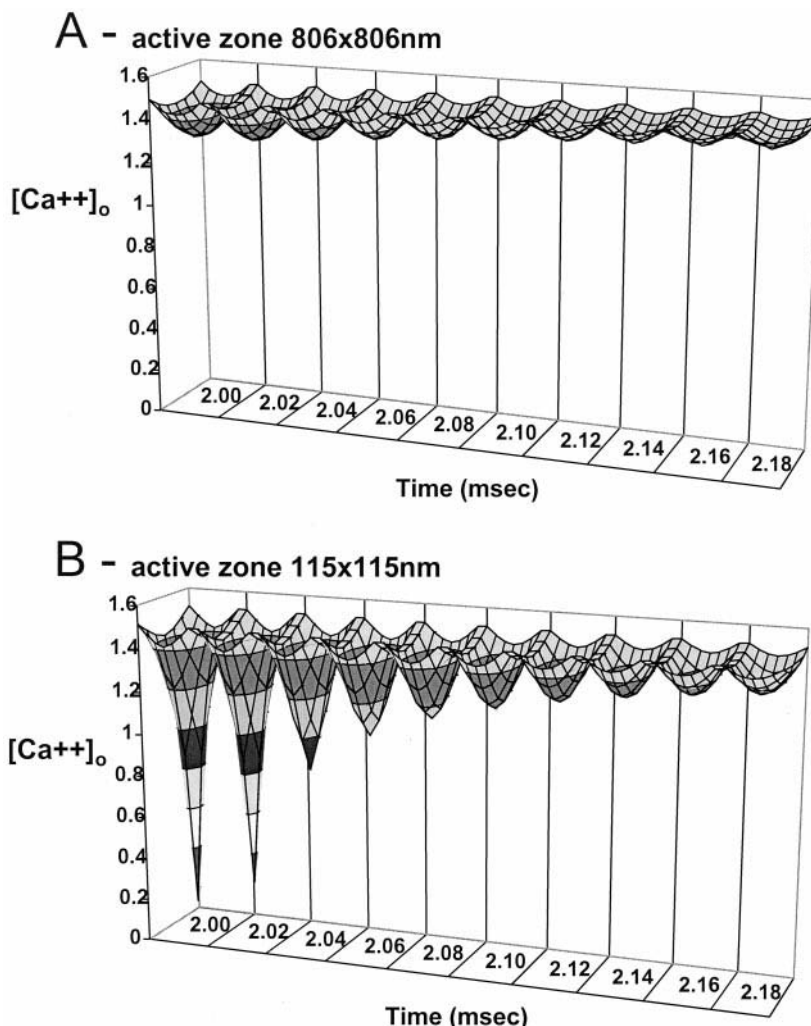 A - active zone 806x806nm
1.6
1.4
1.2
[Ca++]o
1
0.8
0.6
0.4
0.2
0
2.00 2.02 2.04 2.06 2.08 2.10 2.12 2.14 2.16 2.18
Time (msec)
B - active zone 115x115nm
1.6
1.4
1.2
[Ca++]o
1
0.8
0.6
0.4
0.2
0
2.00 2.02 2.04 2.06 2.08 2.10 2.12 2.14 2.16 2.18
Time (msec)